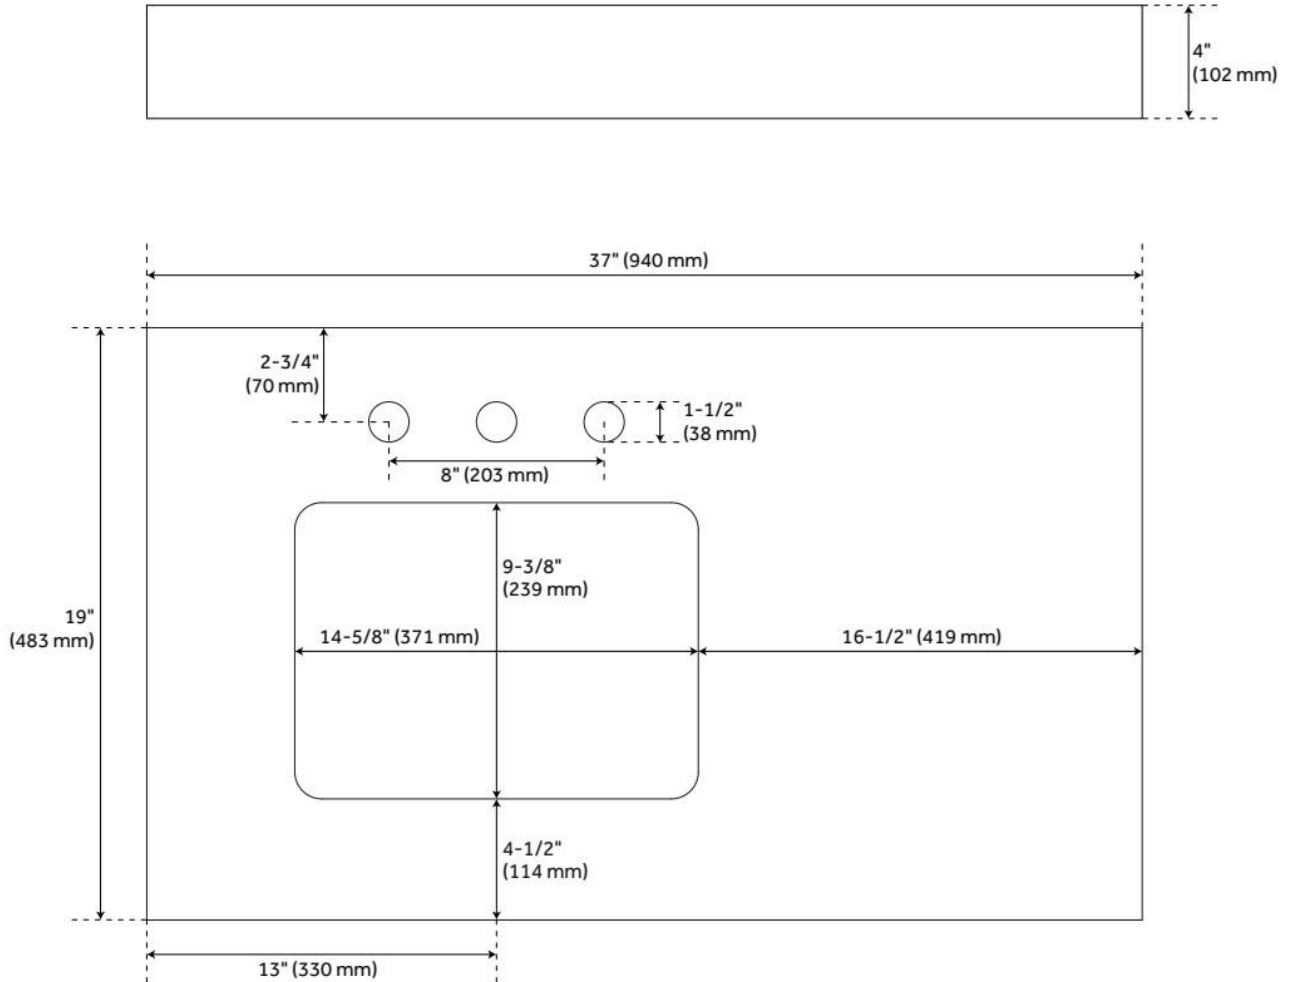 4"
(102 mm)
37" (940 mm)
2-3/4"
(70 mm)
1-1/2"
(38 mm)
8" (203 mm)
9-3/8"
(239 mm)
19"
(483 mm)
14-5/8" (371 mm)
16-1/2" (419 mm)
4-1/2"
(114 mm)
13" (330 mm)